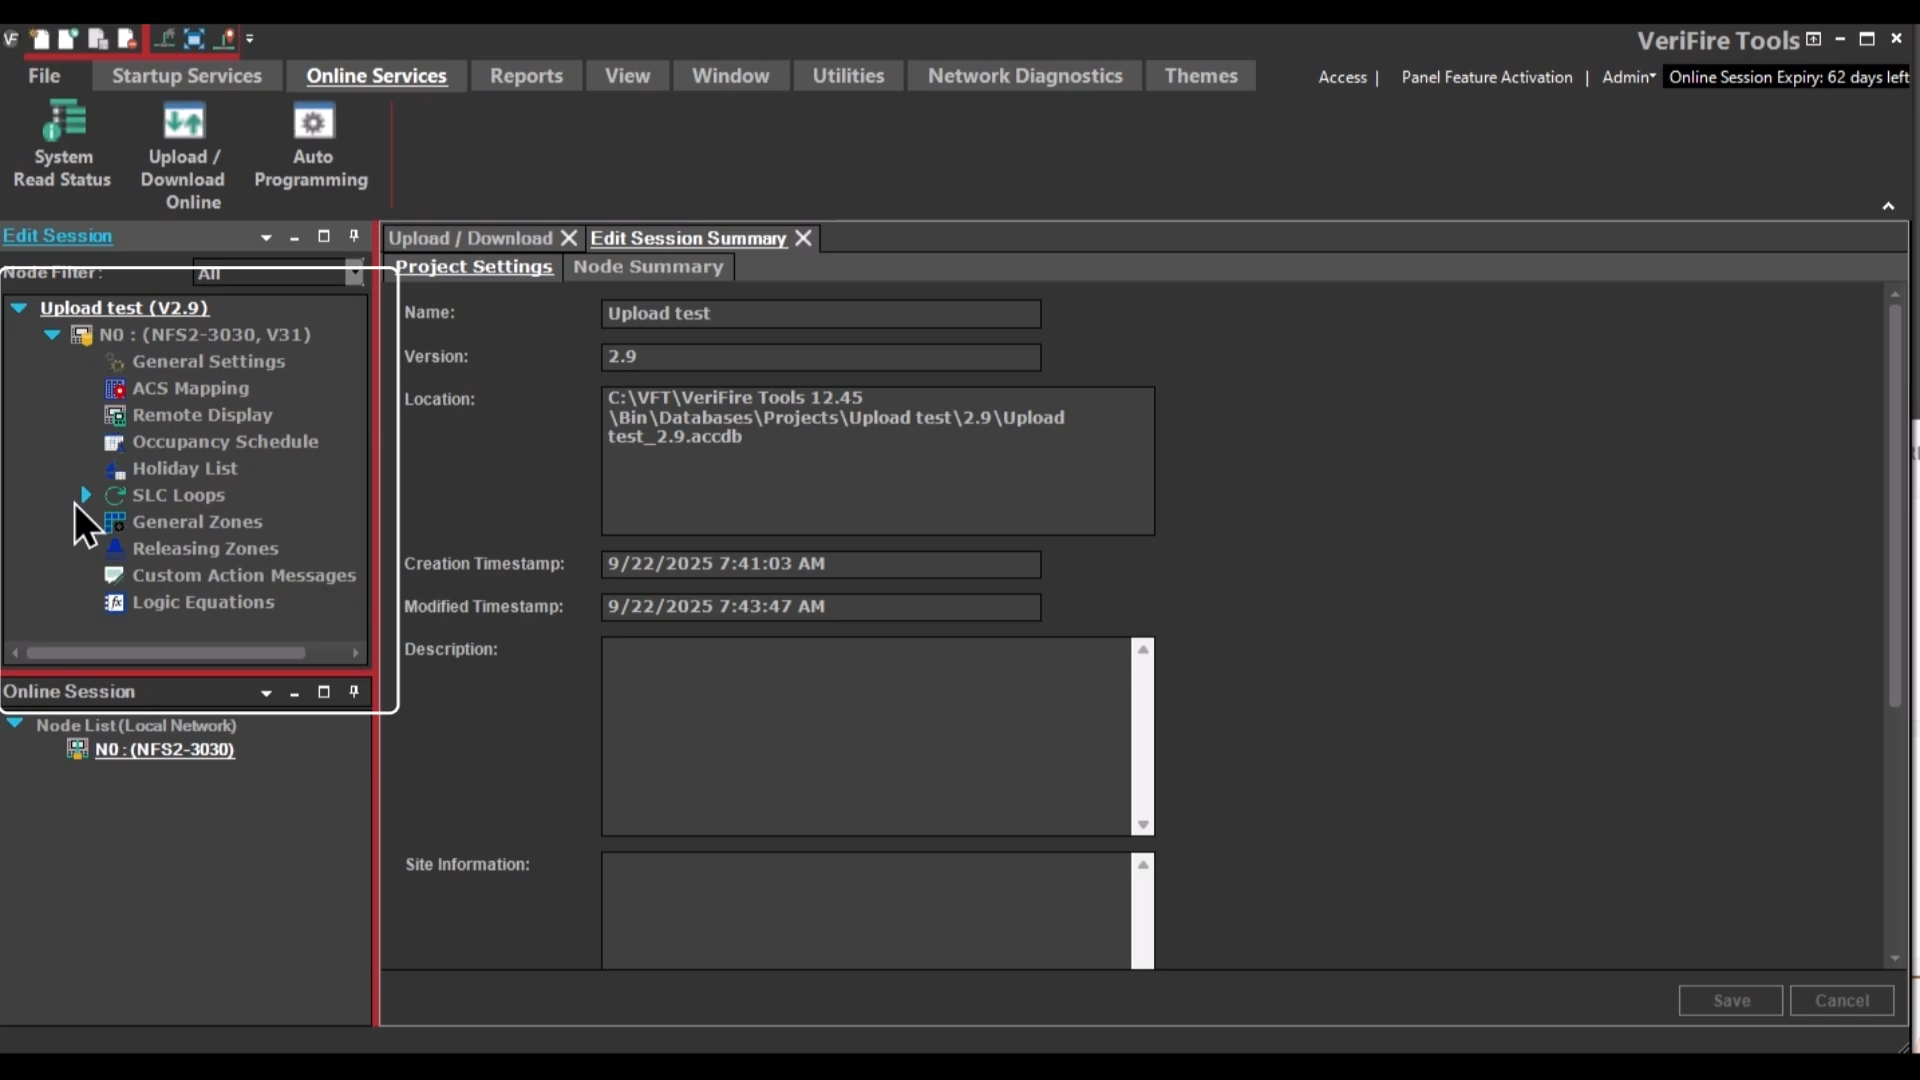 VF
VeriFire Tools
File
Startup Services
Online Services
Reports
View
Window
Utilities
Network Diagnostics
Themes
Access |
Panel Feature Activation |
Admin
Online Session Expiry: 62 days left
System
Read Status
Upload /
Download
Online
Auto
Programming
Edit Session
Node Filter:
All
Upload test (V2.9)
N0 : (NFS2-3030, V31)
General Settings
ACS Mapping
Remote Display
Occupancy Schedule
Holiday List
SLC Loops
General Zones
Releasing Zones
Custom Action Messages
Logic Equations
Online Session
Node List (Local Network)
N0 : (NFS2-3030)
Upload / Download
Edit Session Summary
Project Settings
Node Summary
Name:
Upload test
Version:
2.9
Location:
C:\VFT\VeriFire Tools 12.45
\Bin\Databases\Projects\Upload test\2.9\Upload
test_2.9.accdb
Creation Timestamp:
9/22/2025 7:41:03 AM
Modified Timestamp:
9/22/2025 7:43:47 AM
Description:
Site Information:
Save
Cancel